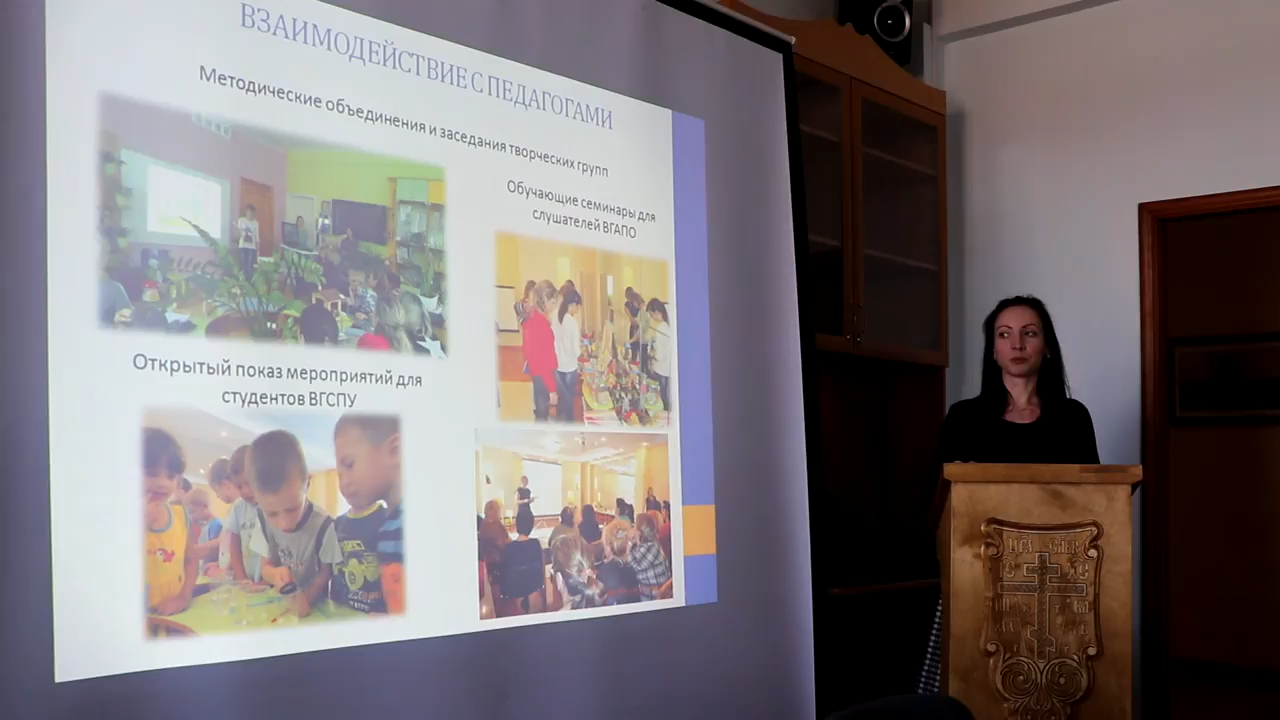 ВЗАИМОДЕЙСТВИЕ С ПЕДАГОГАМИ
Методические объединения и заседания творческих групп
Обучающие семинары для
слушателей ВГАПО
Открытый показ мероприятий для
студентов ВГСПУ